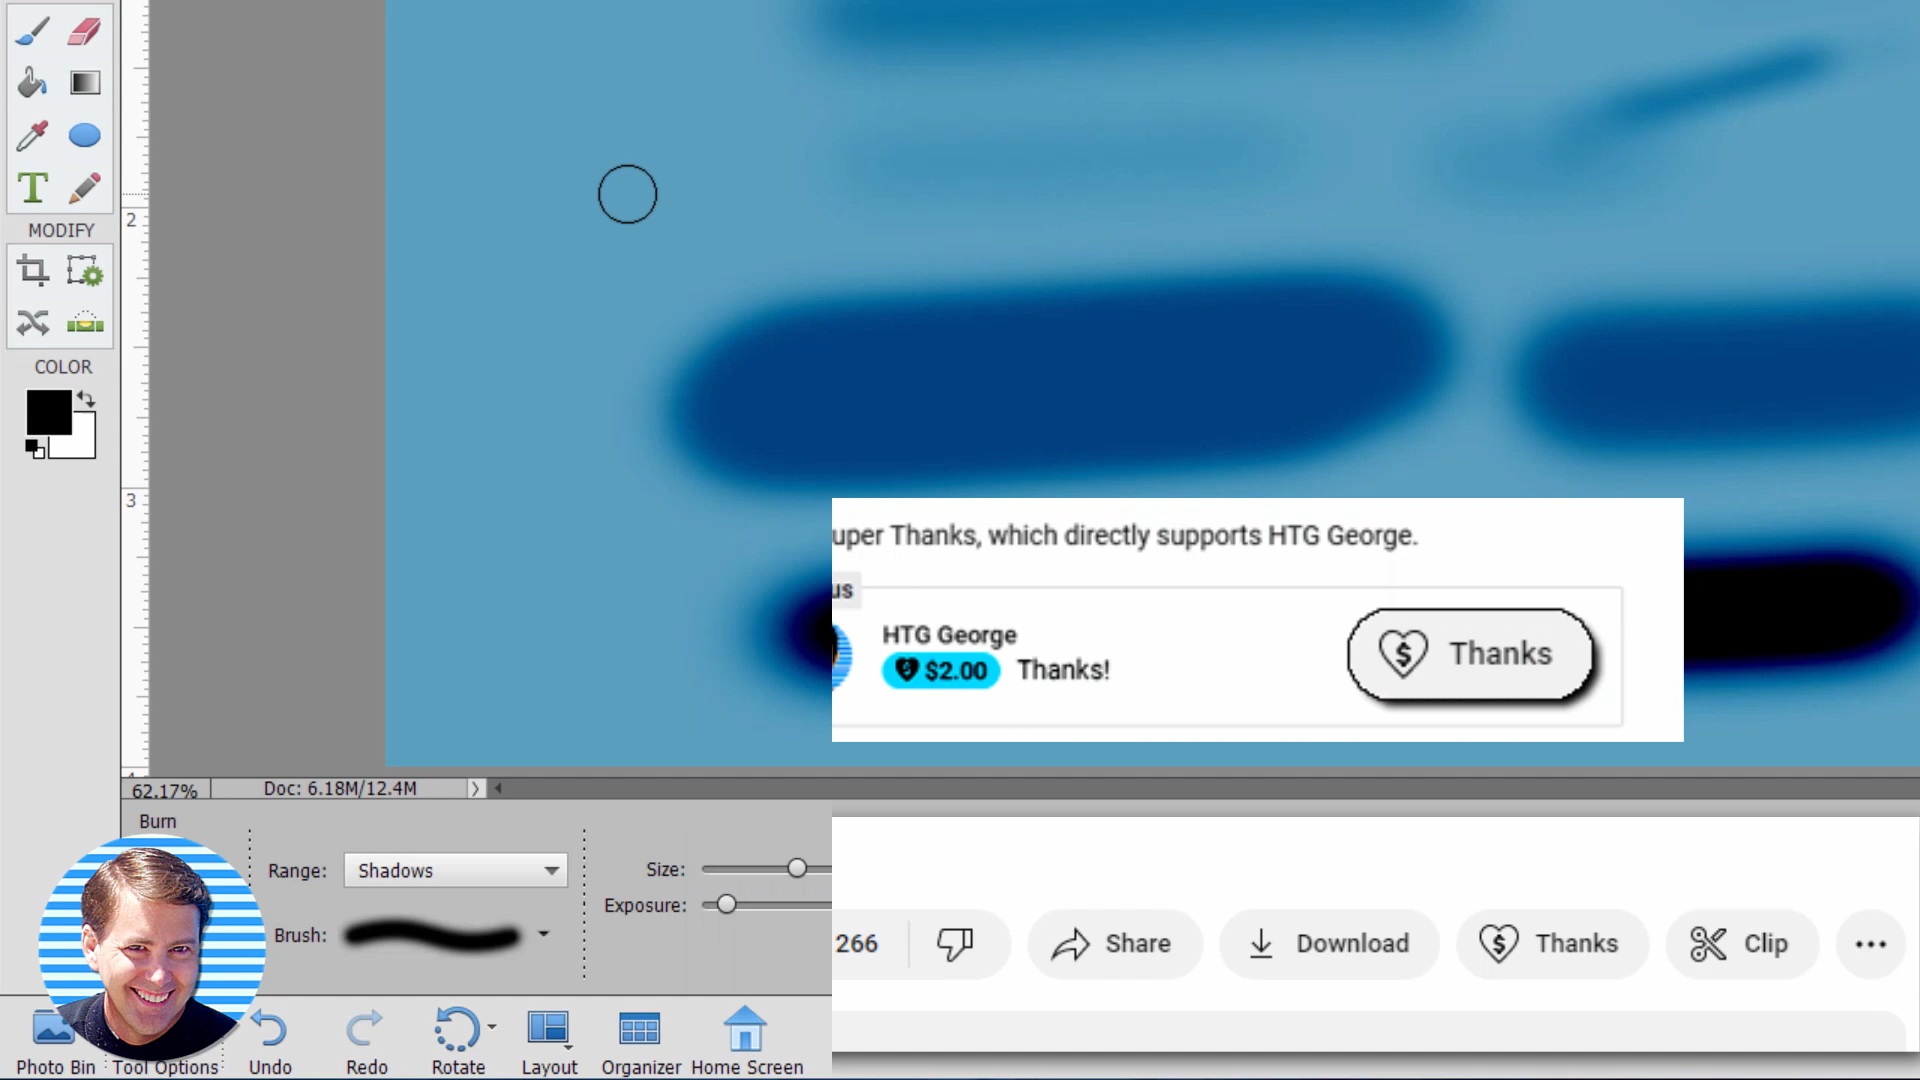 T
MODIFY
COLOR
2
3
uper Thanks, which directly supports HTG George.
us
HTG George
$2.00 Thanks!
$ Thanks
62.17% Doc: 6.18M/12.4M
Burn
Range: Shadows
Size:
Exposure:
Brush:
266 Share Download $ Thanks Clip
Photo Bin Tool Options Undo Redo Rotate Layout Organizer Home Screen